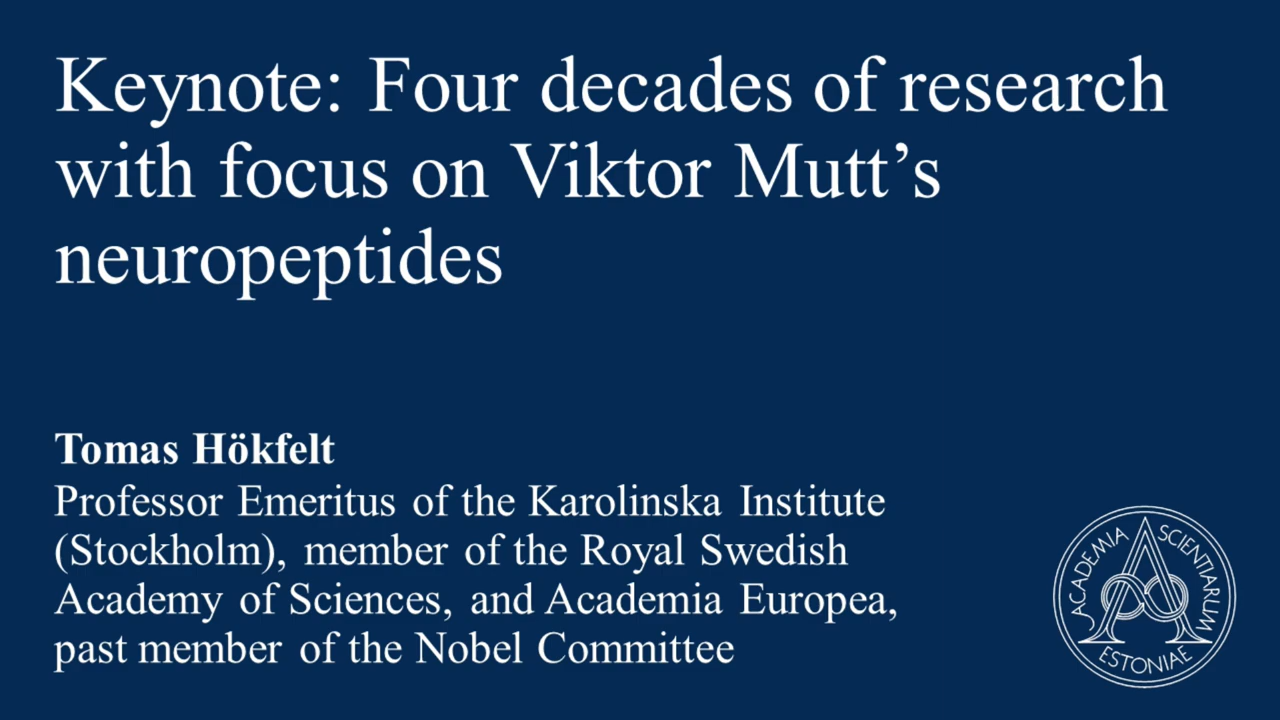 Keynote: Four decades of research
with focus on Viktor Mutt’s
neuropeptides
Tomas Hökfelt
Professor Emeritus of the Karolinska Institute
(Stockholm), member of the Royal Swedish
Academy of Sciences, and Academia Europea,
past member of the Nobel Committee
ACADEMIA SCIENTIARUM
ESTONIAE